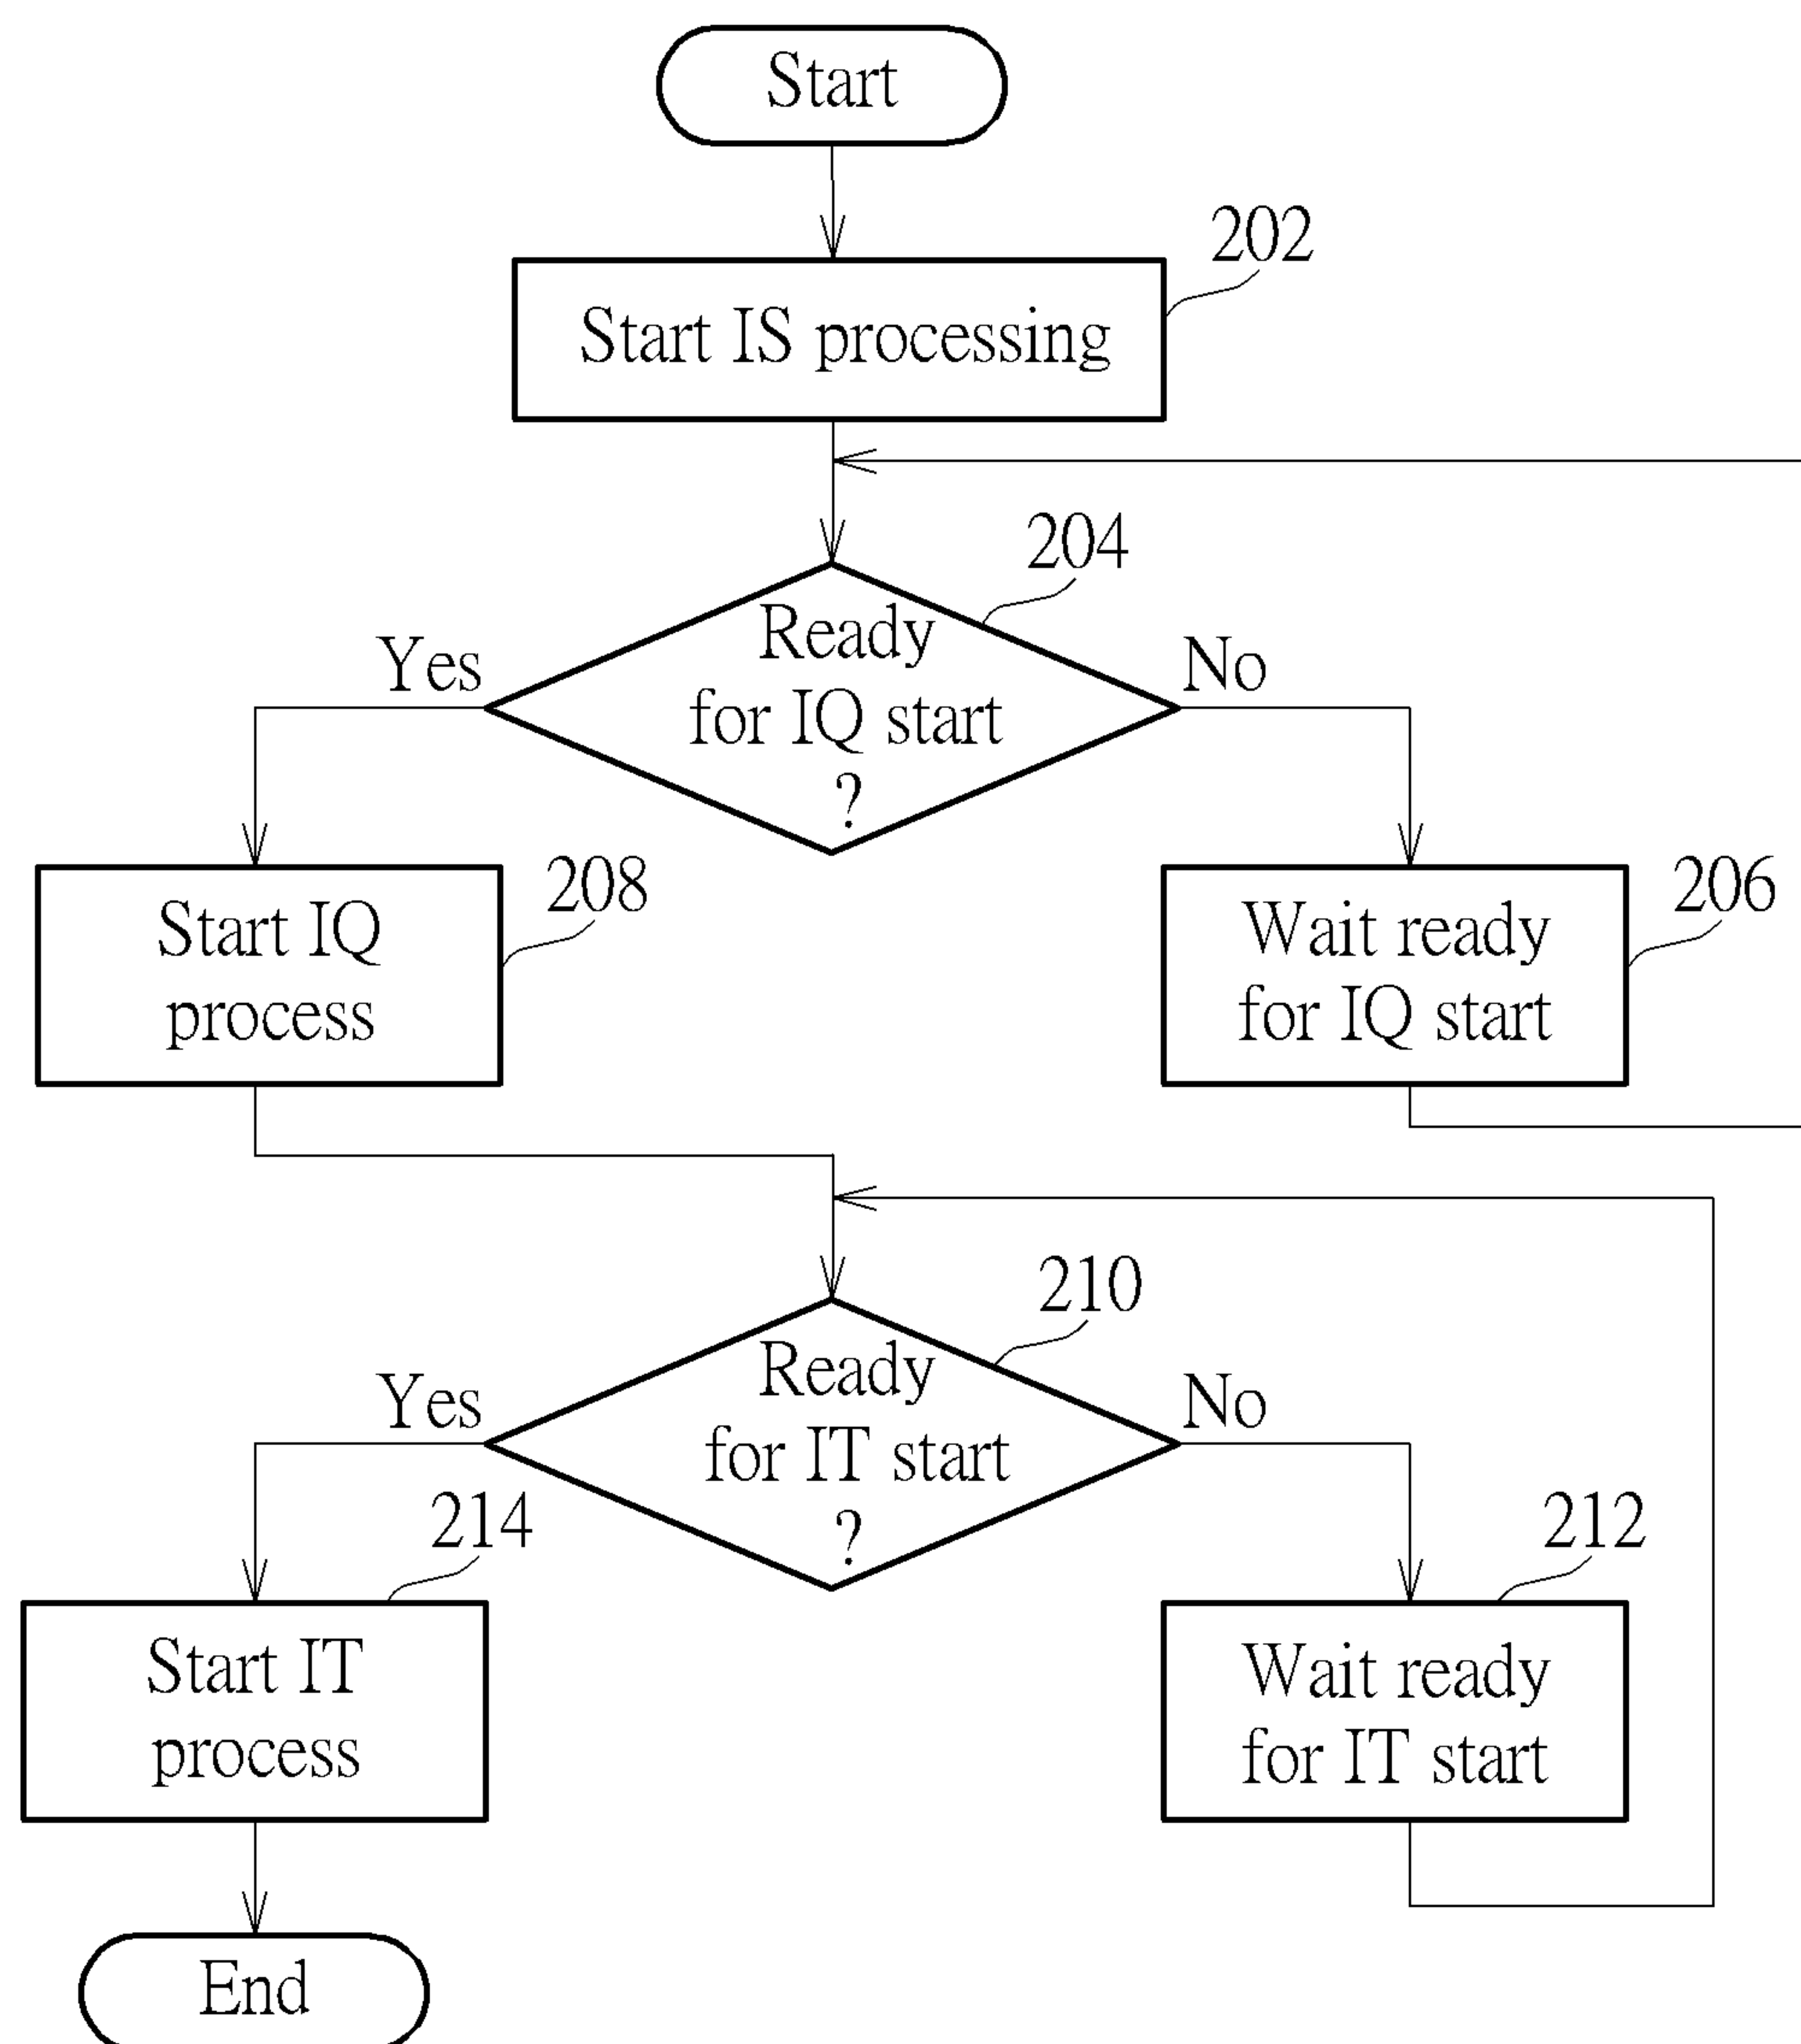 Start
202
Start IS processing
204
Ready
for IQ start
?
Yes
No
208
Start IQ
process
206
Wait ready
for IQ start
210
Ready
for IT start
?
Yes
No
214
Start IT
process
212
Wait ready
for IT start
End